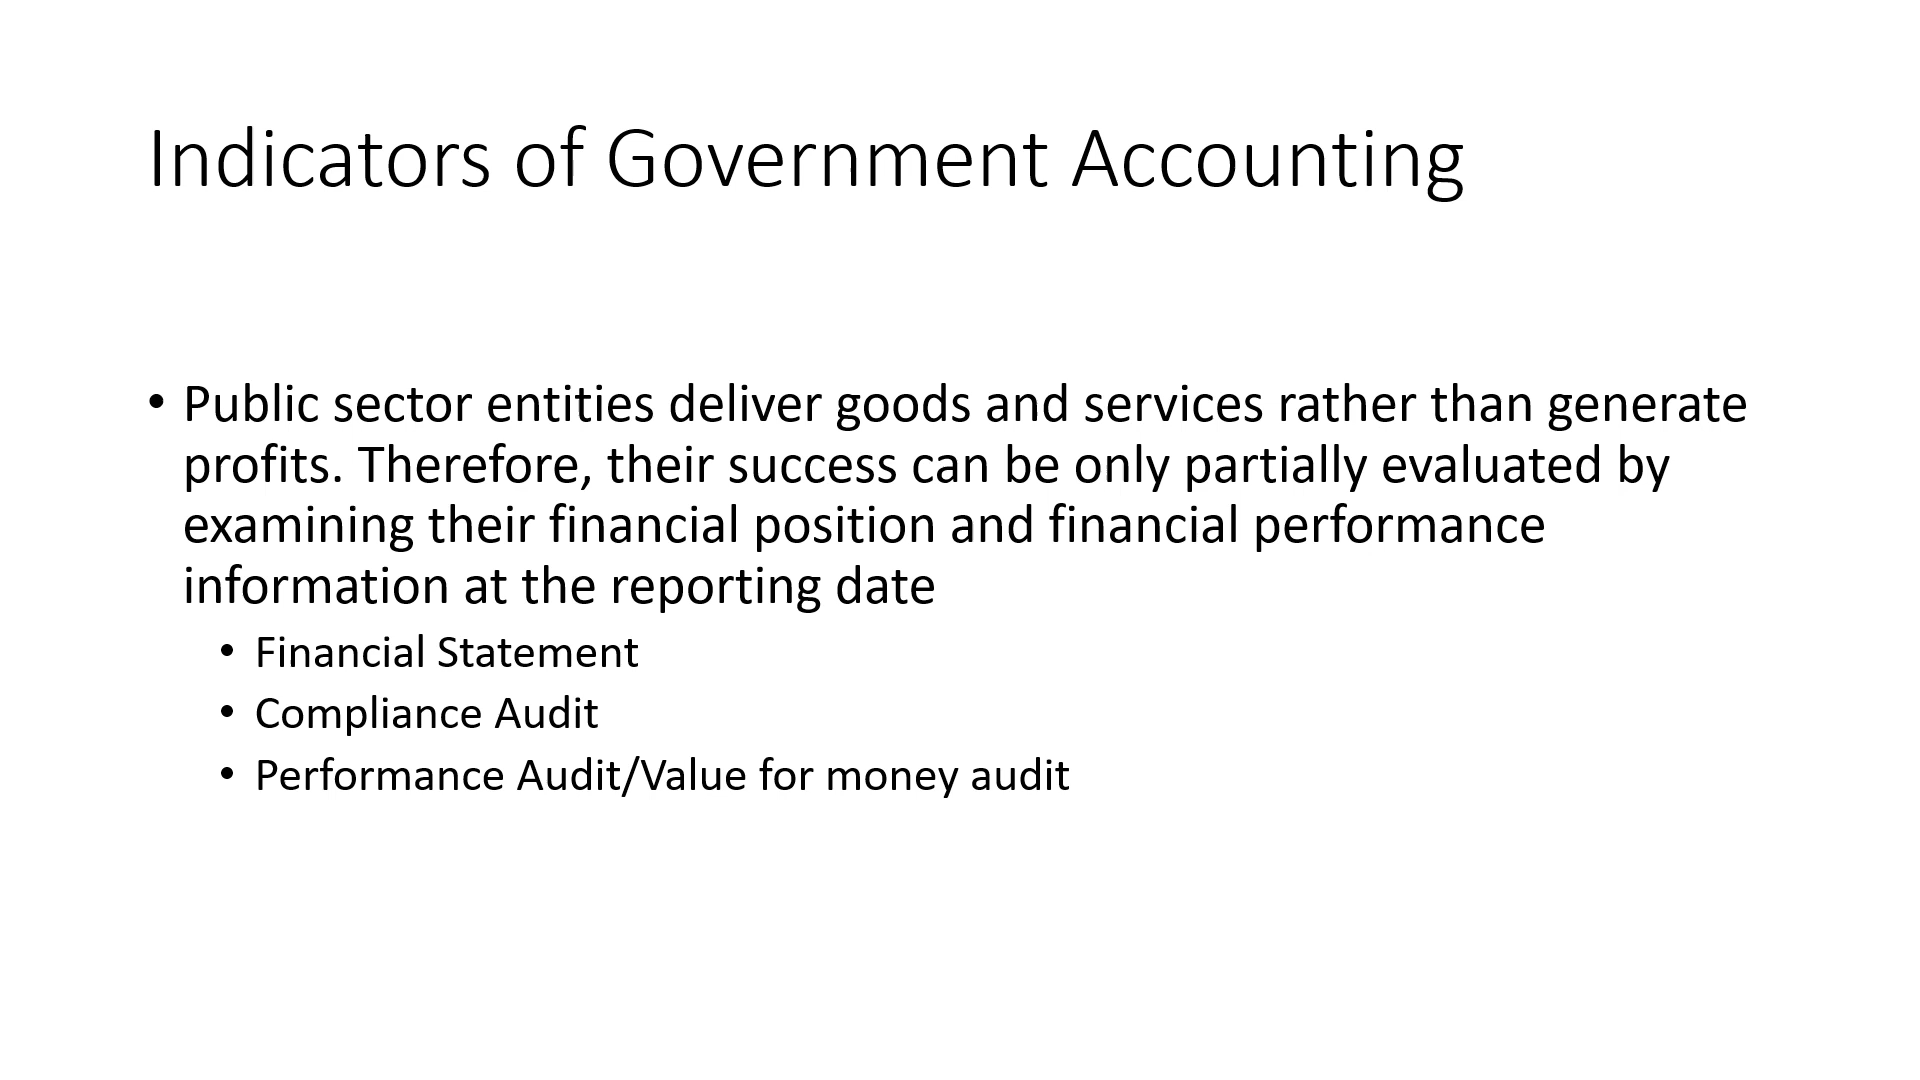 Indicators of Government Accounting
• Public sector entities deliver goods and services rather than generate
profits. Therefore, their success can be only partially evaluated by
examining their financial position and financial performance
information at the reporting date
• Financial Statement
• Compliance Audit
• Performance Audit/Value for money audit